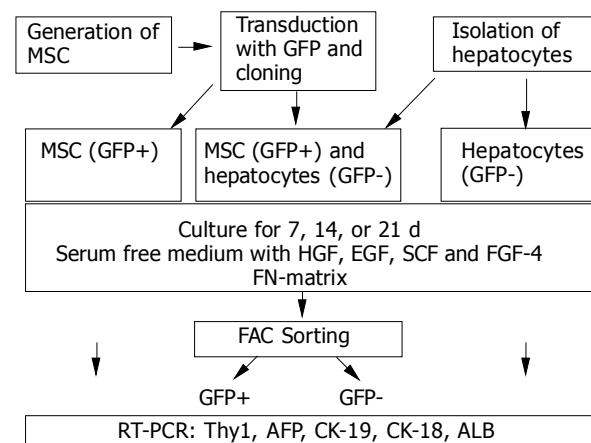 Generation of
MSC
Transduction
with GFP and
cloning
Isolation of
hepatocytes
MSC (GFP+)
MSC (GFP+) and
hepatocytes (GFP-)
Hepatocytes
(GFP-)
Culture for 7, 14, or 21 d
Serum free medium with HGF, EGF, SCF and FGF-4
FN-matrix
FAC Sorting
GFP+
GFP-
RT-PCR: Thy1, AFP, CK-19, CK-18, ALB